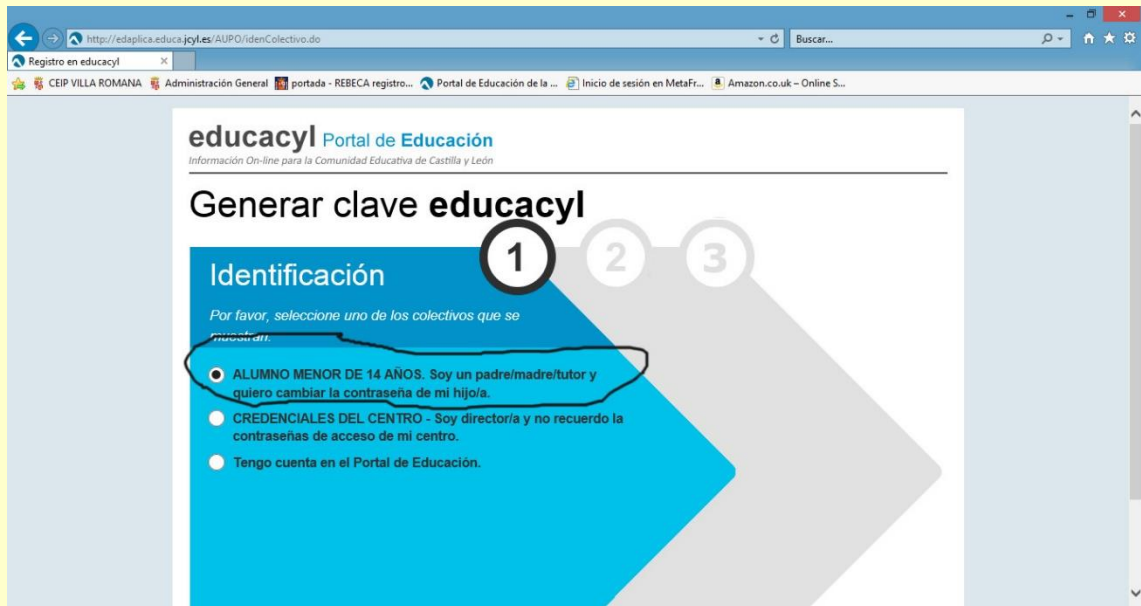 http://edaplica.educa.jcyl.es/AUPO/idenColectivo.do
Buscar...
Registro en educacyl
CEIP VILLA ROMANA Administración General portada - REBECA registro... Portal de Educación de la ... Inicio de sesión en MetaFr... Amazon.co.uk – Online S...
educacyl Portal de Educación
Información On-line para la Comunidad Educativa de Castilla y León
Generar clave educacyl
1 2 3
Identificación
Por favor, seleccione uno de los colectivos que se
muestran.
ALUMNO MENOR DE 14 AÑOS. Soy un padre/madre/tutor y
quiero cambiar la contraseña de mi hijo/a.
CREDENCIALES DEL CENTRO - Soy director/a y no recuerdo la
contraseñas de acceso de mi centro.
Tengo cuenta en el Portal de Educación.